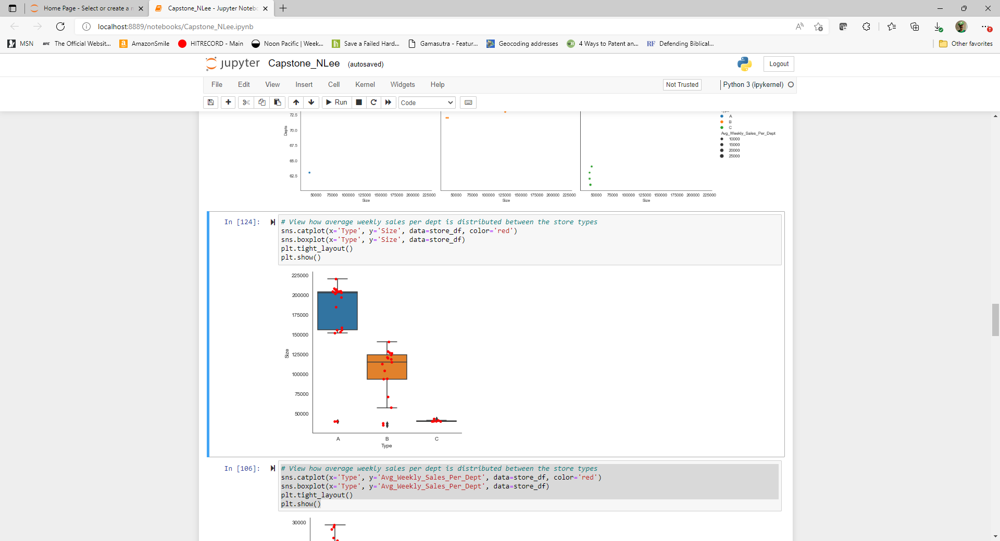 Home Page - Select or create a n
Capstone_NLee - Jupyter Notebo
localhost:8889/notebooks/Capstone_NLee.ipynb
MSN
UFC
The Official Websit...
AmazonSmile
HITRECORD - Main
Noon Pacific | Week...
Save a Failed Hard...
Gamasutra - Featur...
Geocoding addresses
4 Ways to Patent an...
RF Defending Biblical...
Other favorites
jupyter Capstone_NLee (autosaved)
Logout
File Edit View Insert Cell Kernel Widgets Help
Not Trusted
Python 3 (ipykernel)
Run
Code
72.5
70.0
67.5
65.0
62.5
Depts
50000 75000 100000 125000 150000 175000 200000 225000
Size
50000 75000 100000 125000 150000 175000 200000 225000
Size
50000 75000 100000 125000 150000 175000 200000 225000
Size
A
B
C
Avg_Weekly_Sales_Per_Dept
10000
15000
20000
25000
In [124]:
# View how average weekly sales per dept is distributed between the store types
sns.catplot(x='Type', y='Size', data=store_df, color='red')
sns.boxplot(x='Type', y='Size', data=store_df)
plt.tight_layout()
plt.show()
225000
200000
175000
150000
125000
100000
75000
50000
Size
A B C
Type
In [106]:
# View how average weekly sales per dept is distributed between the store types
sns.catplot(x='Type', y='Avg_Weekly_Sales_Per_Dept', data=store_df, color='red')
sns.boxplot(x='Type', y='Avg_Weekly_Sales_Per_Dept', data=store_df)
plt.tight_layout()
plt.show()
30000